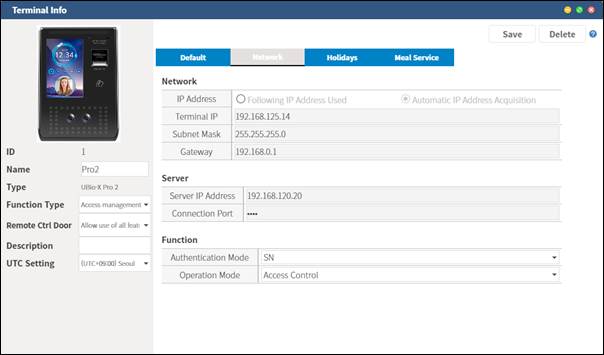 Terminal Info
Save
Delete
Default
Network
Holidays
Meal Service
12:34
Network
IP Address
Following IP Address Used
Automatic IP Address Acquisition
Terminal IP
192.168.125.14
Subnet Mask
255.255.255.0
Gateway
192.168.0.1
ID
1
Name
Pro2
Type
UBio-X Pro 2
Function Type
Access management
Remote Ctrl Door
Allow use of all feat
Description
UTC Setting
(UTC+09:00) Seoul
Server
Server IP Address
192.168.120.20
Connection Port
••••
Function
Authentication Mode
SN
Operation Mode
Access Control